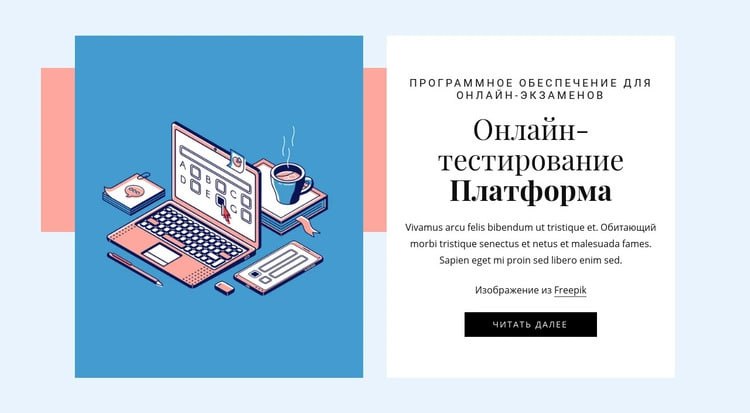 ПРОГРАММНОЕ ОБЕСПЕЧЕНИЕ ДЛЯ
ОНЛАЙН-ЭКЗАМЕНОВ
Онлайн-
тестирование
Платформа
Vivamus arcu felis bibendum ut tristique et. Обитающий
morbi tristique senectus et netus et malesuada fames.
Sapien eget mi proin sed libero enim sed.
Изображение из Freepik
ЧИТАТЬ ДАЛЕЕ
A B C
D E